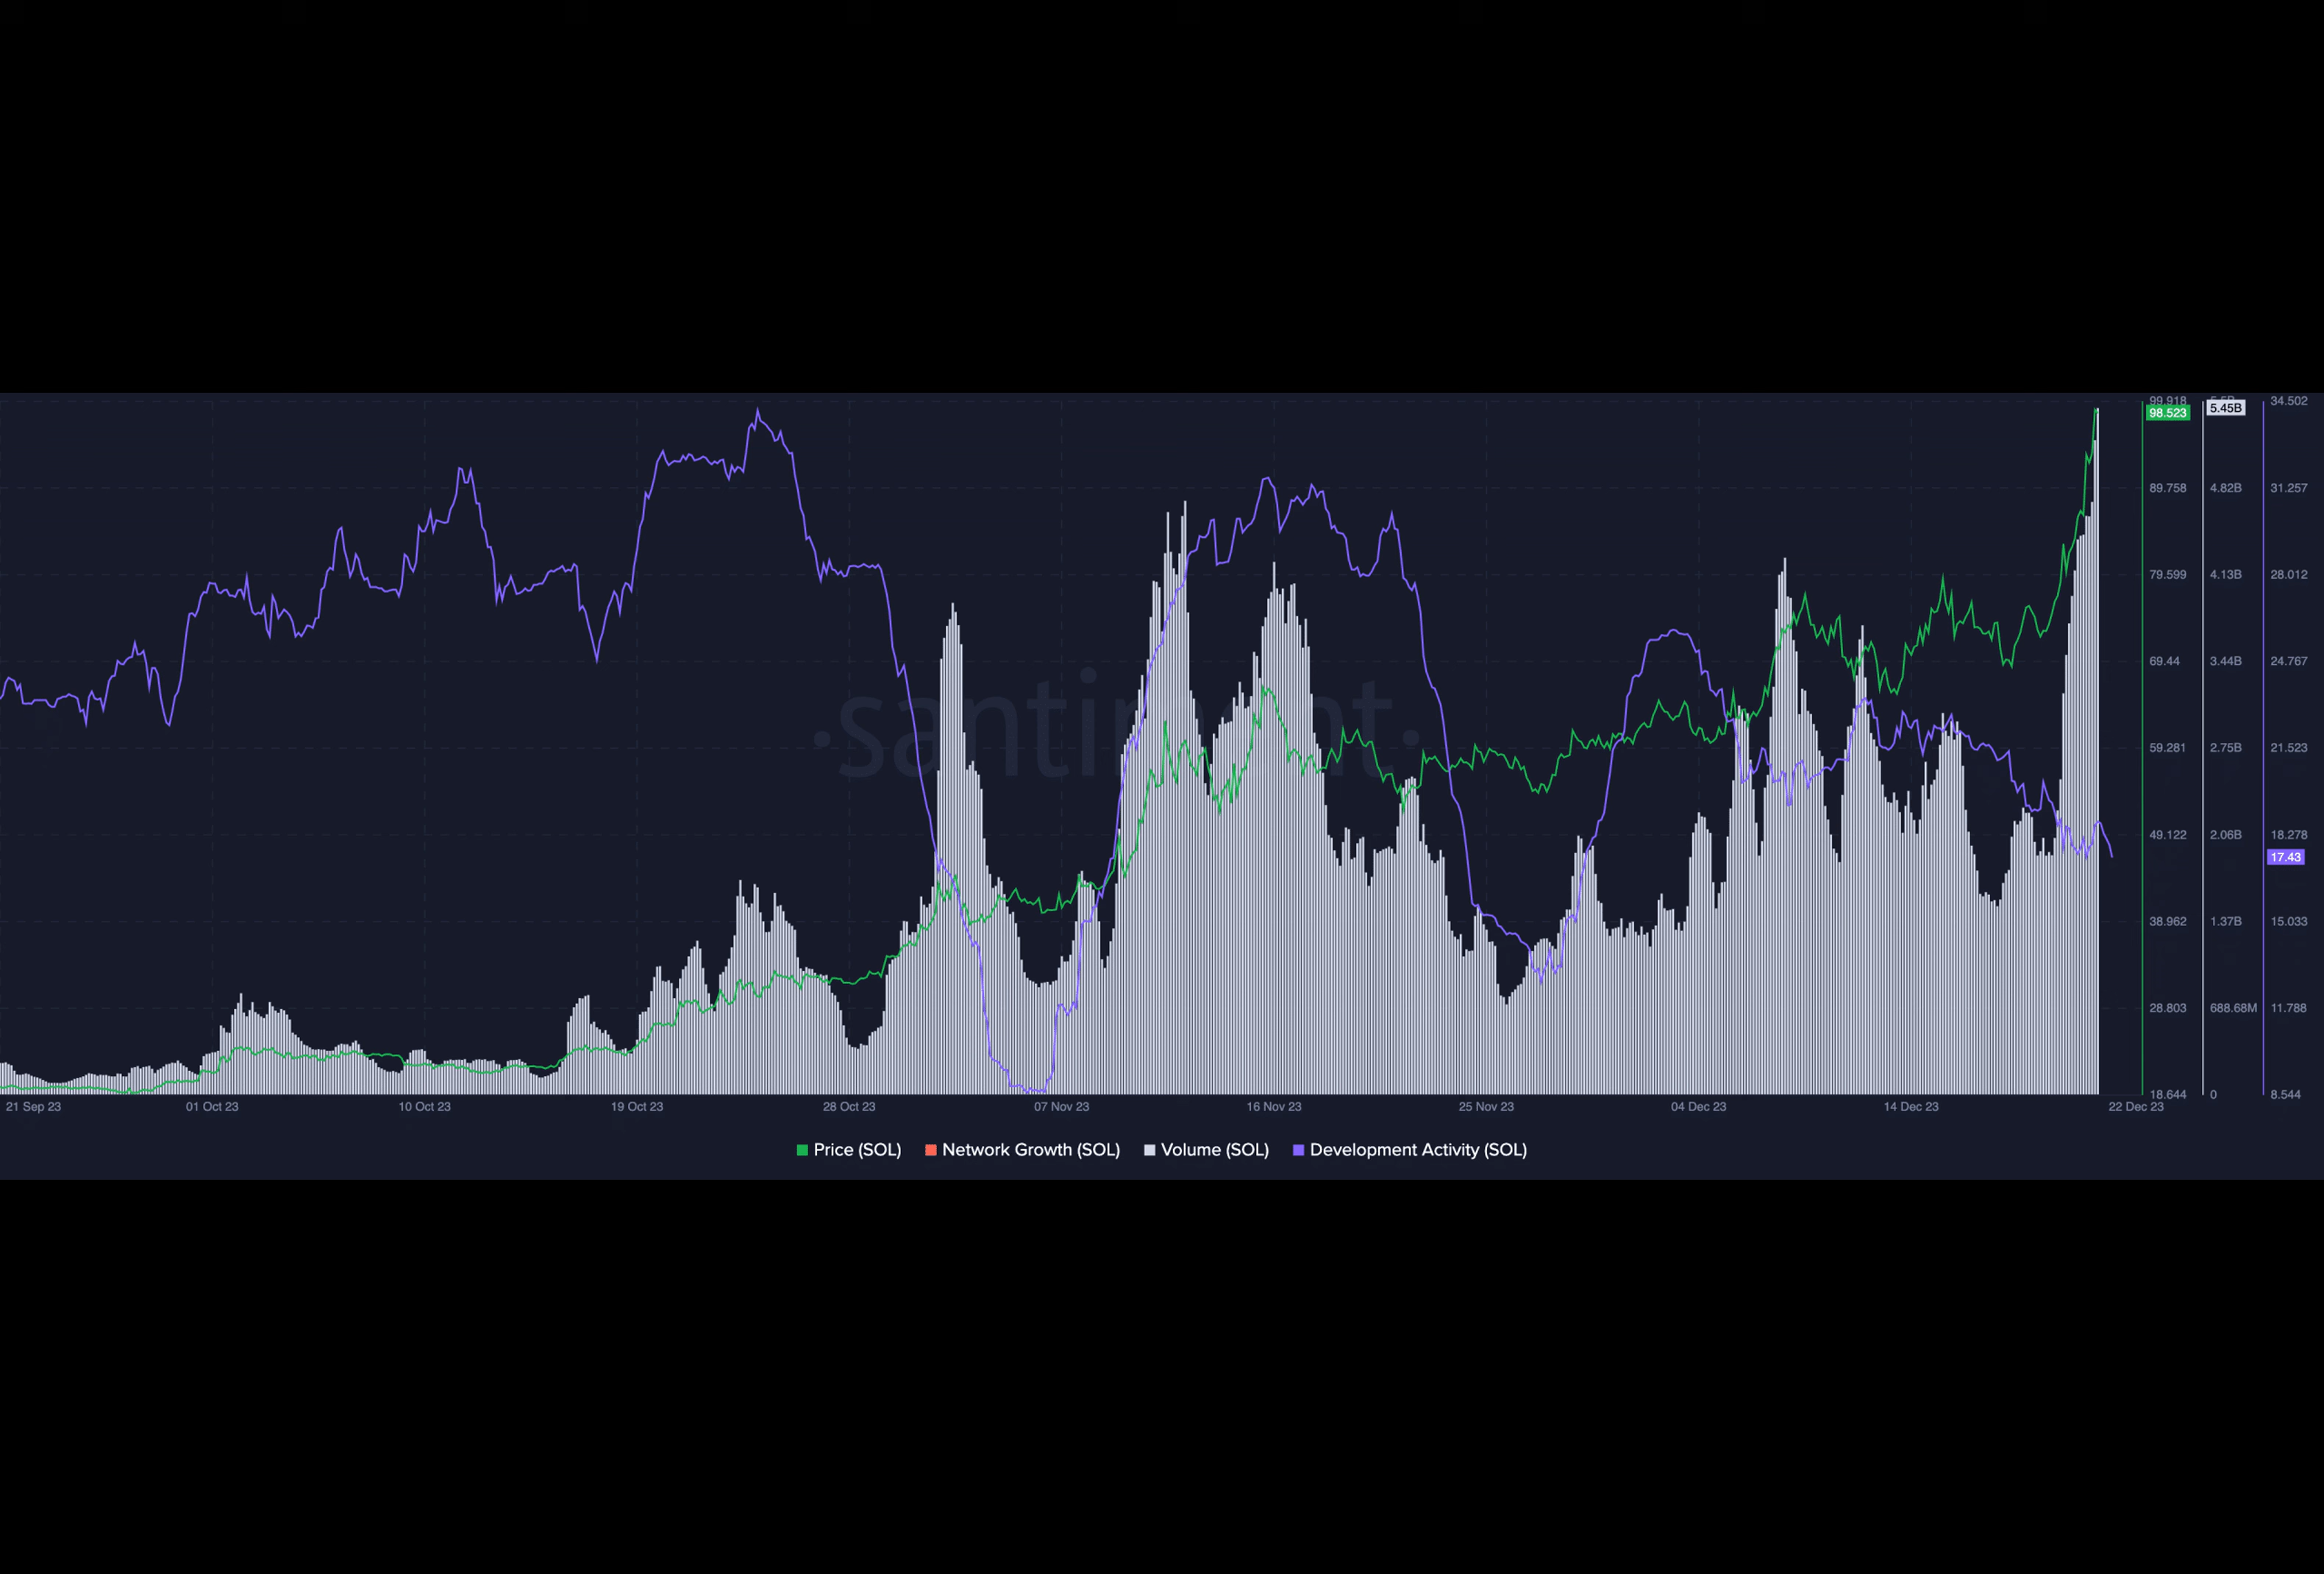 ·santiment·
99.918 5.5B 34.502
98.523 5.45B
89.758 4.82B 31.257
79.599 4.13B 28.012
69.44 3.44B 24.767
59.281 2.75B 21.523
49.122 2.06B 18.278
17.43
38.962 1.37B 15.033
28.803 688.68M 11.788
18.644 0 8.544
21 Sep 23 01 Oct 23 10 Oct 23 19 Oct 23 28 Oct 23 07 Nov 23 16 Nov 23 25 Nov 23 04 Dec 23 14 Dec 23 22 Dec 23
Price (SOL) Network Growth (SOL) Volume (SOL) Development Activity (SOL)